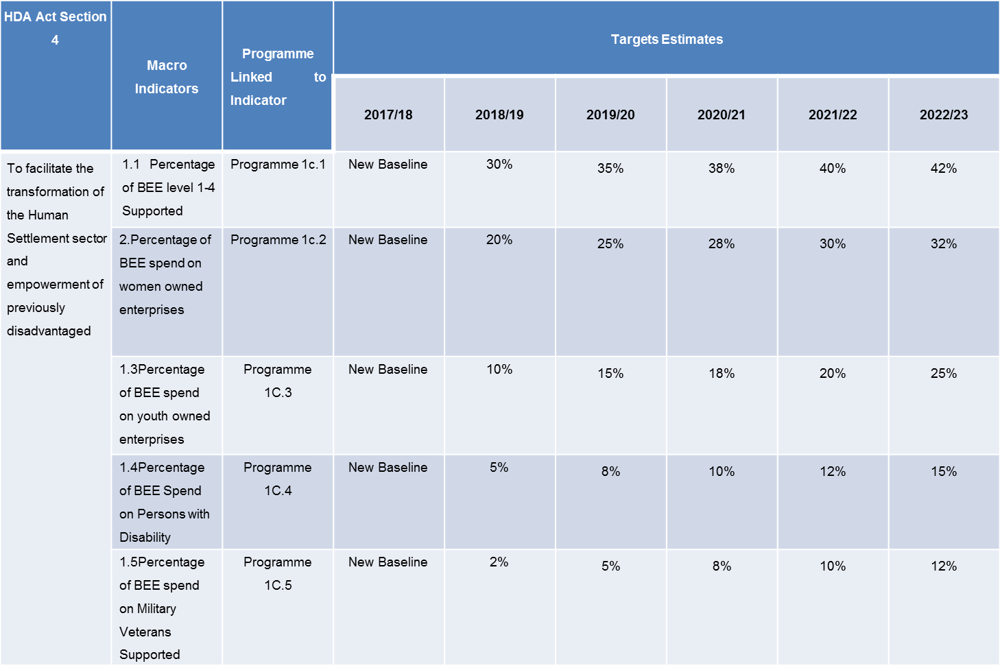 HDA Act Section
4
Macro
Indicators
Programme
Linked to
Indicator
Targets Estimates
2017/18
2018/19
2019/20
2020/21
2021/22
2022/23
To facilitate the
transformation of
the Human
Settlement sector
and
empowerment of
previously
disadvantaged
1.1 Percentage
of BEE level 1-4
Supported
Programme 1c.1
New Baseline
30%
35%
38%
40%
42%
2.Percentage of
BEE spend on
women owned
enterprises
Programme 1c.2
New Baseline
20%
25%
28%
30%
32%
1.3Percentage
of BEE spend
on youth owned
enterprises
Programme
1C.3
New Baseline
10%
15%
18%
20%
25%
1.4Percentage
of BEE Spend
on Persons with
Disability
Programme
1C.4
New Baseline
5%
8%
10%
12%
15%
1.5Percentage
of BEE spend
on Military
Veterans
Supported
Programme
1C.5
New Baseline
2%
5%
8%
10%
12%